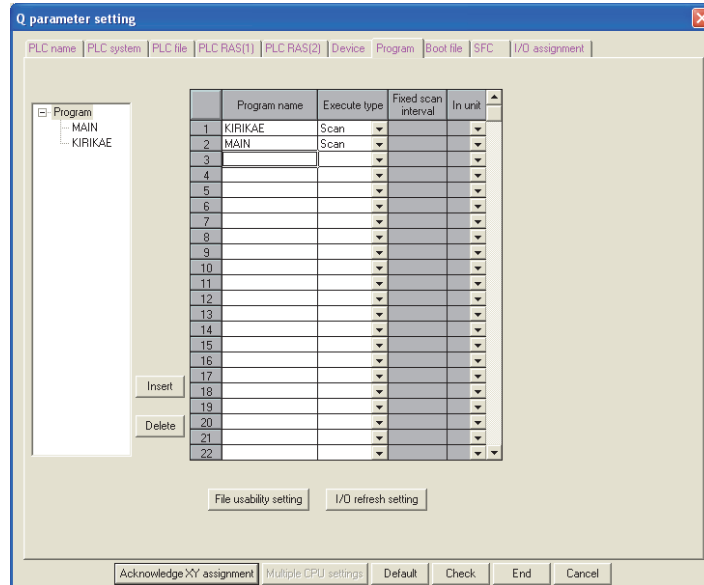 Q parameter setting
PLC name PLC system PLC file PLC RAS(1) PLC RAS(2) Device Program Boot file SFC I/O assignment
Program
MAIN
KIRIKAE
Program name Execute type Fixed scan interval In unit
1 KIRIKAE Scan
2 MAIN Scan
3
4
5
6
7
8
9
10
11
12
13
14
15
16
17
18
19
20
21
22
Insert
Delete
File usability setting I/O refresh setting
Acknowledge XY assignment Multiple CPU settings Default Check End Cancel